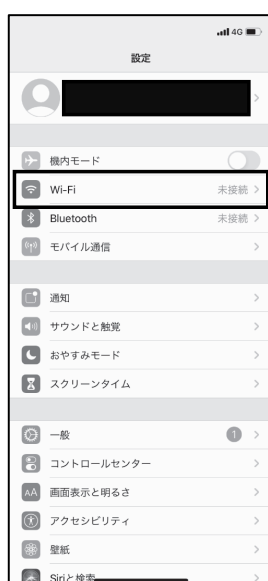 4G
設定
機内モード
Wi-Fi 未接続
Bluetooth 未接続
モバイル通信
通知
サウンドと触覚
おやすみモード
スクリーンタイム
一般 1
コントロールセンター
AA 画面表示と明るさ
アクセシビリティ
壁紙
Siriと検索